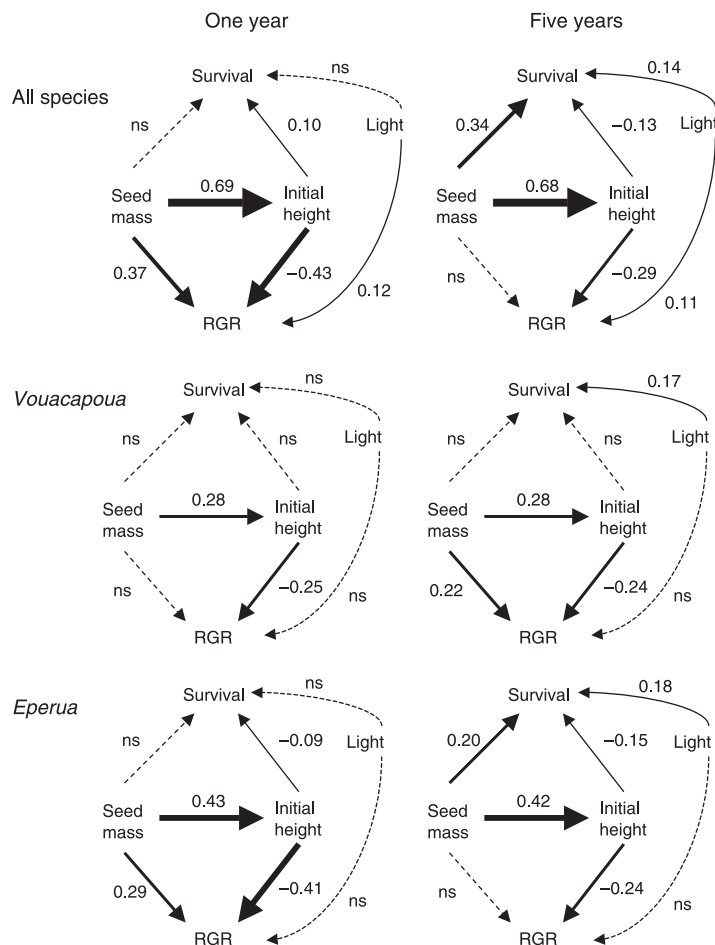 One year
Five years
All species
Survival
ns
ns
0.10
Light
Seed
mass
0.69
Initial
height
0.37
−0.43
0.12
RGR
Survival
0.14
0.34
−0.13
Light
Seed
mass
0.68
Initial
height
ns
−0.29
0.11
RGR
Vouacapoua
Survival
ns
ns
ns
Light
Seed
mass
0.28
Initial
height
ns
−0.25
ns
RGR
Survival
0.17
ns
ns
Light
Seed
mass
0.28
Initial
height
0.22
−0.24
ns
RGR
Eperua
Survival
ns
ns
−0.09
Light
Seed
mass
0.43
Initial
height
0.29
−0.41
ns
RGR
Survival
0.18
0.20
−0.15
Light
Seed
mass
0.42
Initial
height
ns
−0.24
ns
RGR